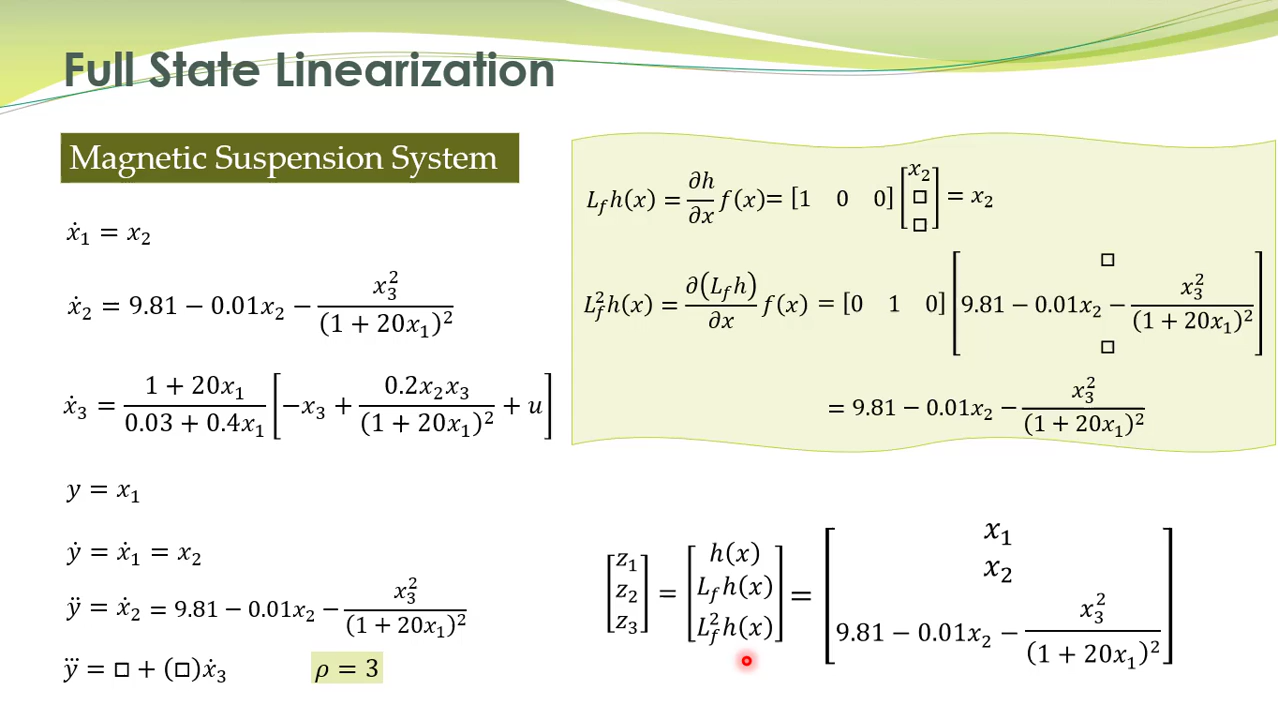 Full State Linearization
Magnetic Suspension System
ẋ₁ = x₂
ẋ₂ = 9.81 − 0.01x₂ − x₃²/(1 + 20x₁)²
ẋ₃ = (1 + 20x₁)/(0.03 + 0.4x₁) [−x₃ + 0.2x₂x₃/(1 + 20x₁)² + u]
y = x₁
ẏ = ẋ₁ = x₂
ÿ = ẋ₂ = 9.81 − 0.01x₂ − x₃²/(1 + 20x₁)²
y⃛ = □ + (□)ẋ₃ ρ = 3
L_f h(x) = ∂h/∂x f(x) = [1 0 0] [x₂; □; □] = x₂
L_f² h(x) = ∂(L_f h)/∂x f(x) = [0 1 0] [□; 9.81 − 0.01x₂ − x₃²/(1 + 20x₁)²; □]
= 9.81 − 0.01x₂ − x₃²/(1 + 20x₁)²
[z₁; z₂; z₃] = [h(x); L_f h(x); L_f² h(x)] = [x₁; x₂; 9.81 − 0.01x₂ − x₃²/(1 + 20x₁)²]